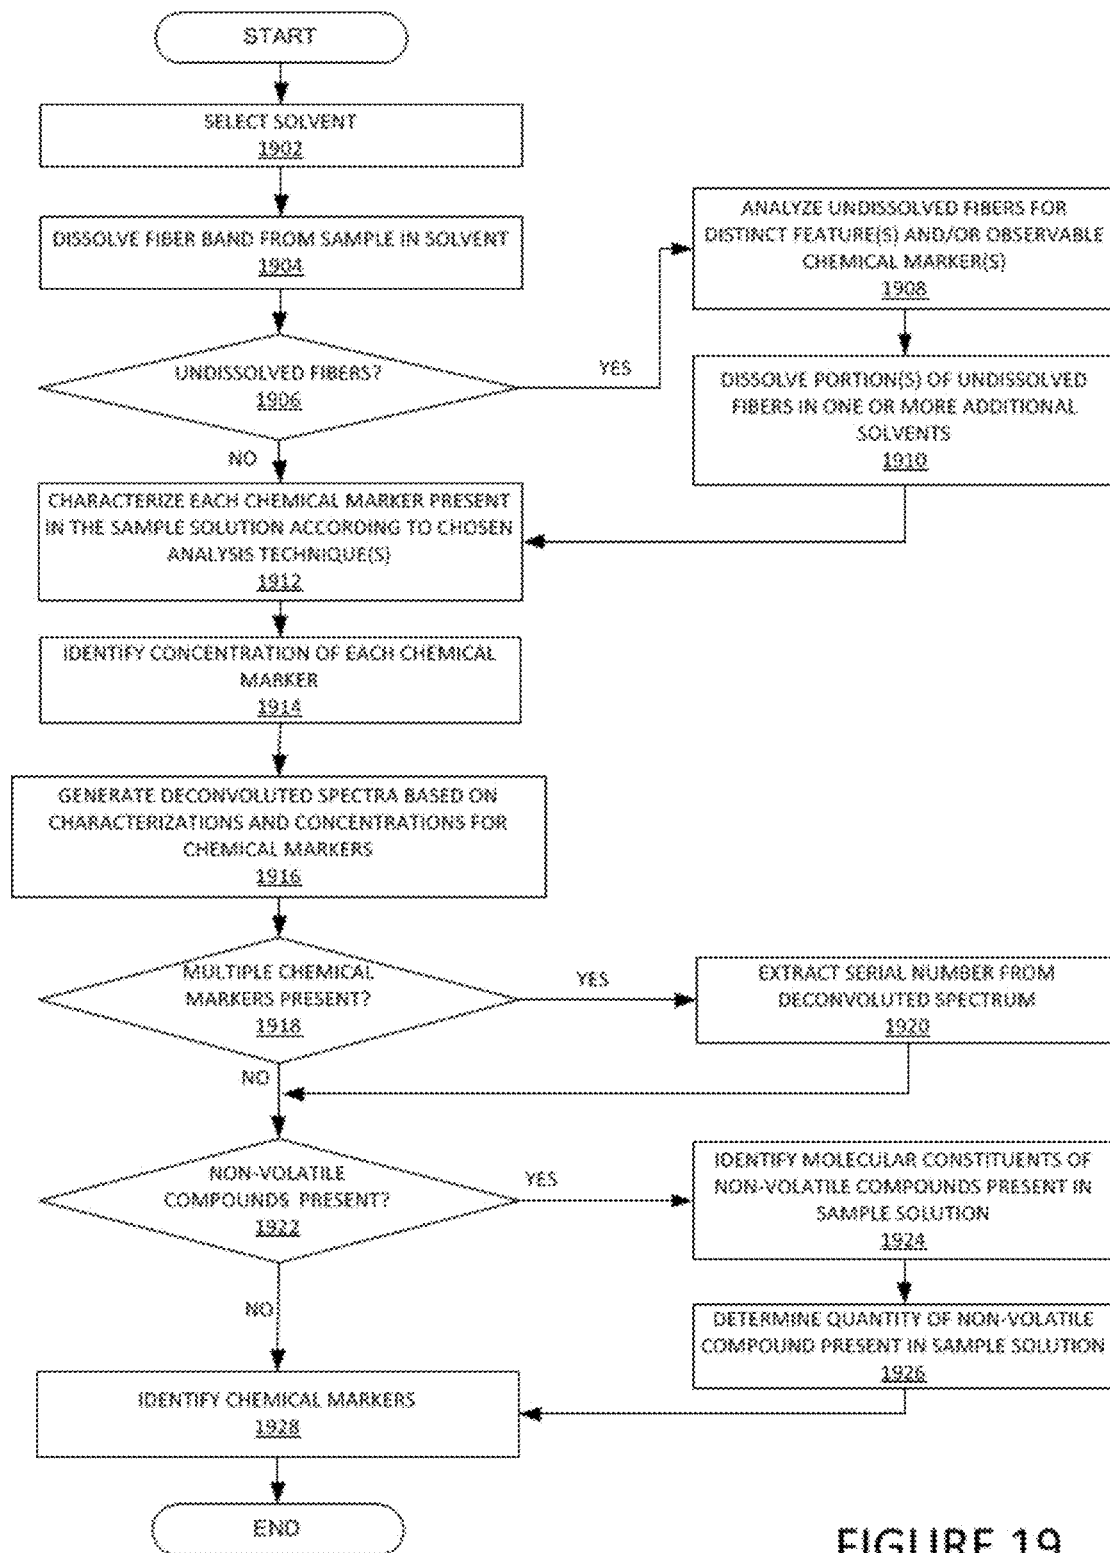 START
SELECT SOLVENT
1902
DISSOLVE FIBER BAND FROM SAMPLE IN SOLVENT
1904
UNDISSOLVED FIBERS?
1906
YES
ANALYZE UNDISSOLVED FIBERS FOR
DISTINCT FEATURE(S) AND/OR OBSERVABLE
CHEMICAL MARKER(S)
1908
DISSOLVE PORTION(S) OF UNDISSOLVED
FIBERS IN ONE OR MORE ADDITIONAL
SOLVENTS
1910
NO
CHARACTERIZE EACH CHEMICAL MARKER PRESENT
IN THE SAMPLE SOLUTION ACCORDING TO CHOSEN
ANALYSIS TECHNIQUE(S)
1912
IDENTIFY CONCENTRATION OF EACH CHEMICAL
MARKER
1914
GENERATE DECONVOLUTED SPECTRA BASED ON
CHARACTERIZATIONS AND CONCENTRATIONS FOR
CHEMICAL MARKERS
1916
MULTIPLE CHEMICAL
MARKERS PRESENT?
1918
YES
EXTRACT SERIAL NUMBER FROM
DECONVOLUTED SPECTRUM
1920
NO
NON-VOLATILE
COMPOUNDS PRESENT?
1922
YES
IDENTIFY MOLECULAR CONSTITUENTS OF
NON-VOLATILE COMPOUNDS PRESENT IN
SAMPLE SOLUTION
1924
DETERMINE QUANTITY OF NON-VOLATILE
COMPOUND PRESENT IN SAMPLE SOLUTION
1926
NO
IDENTIFY CHEMICAL MARKERS
1928
END
FIGURE 19